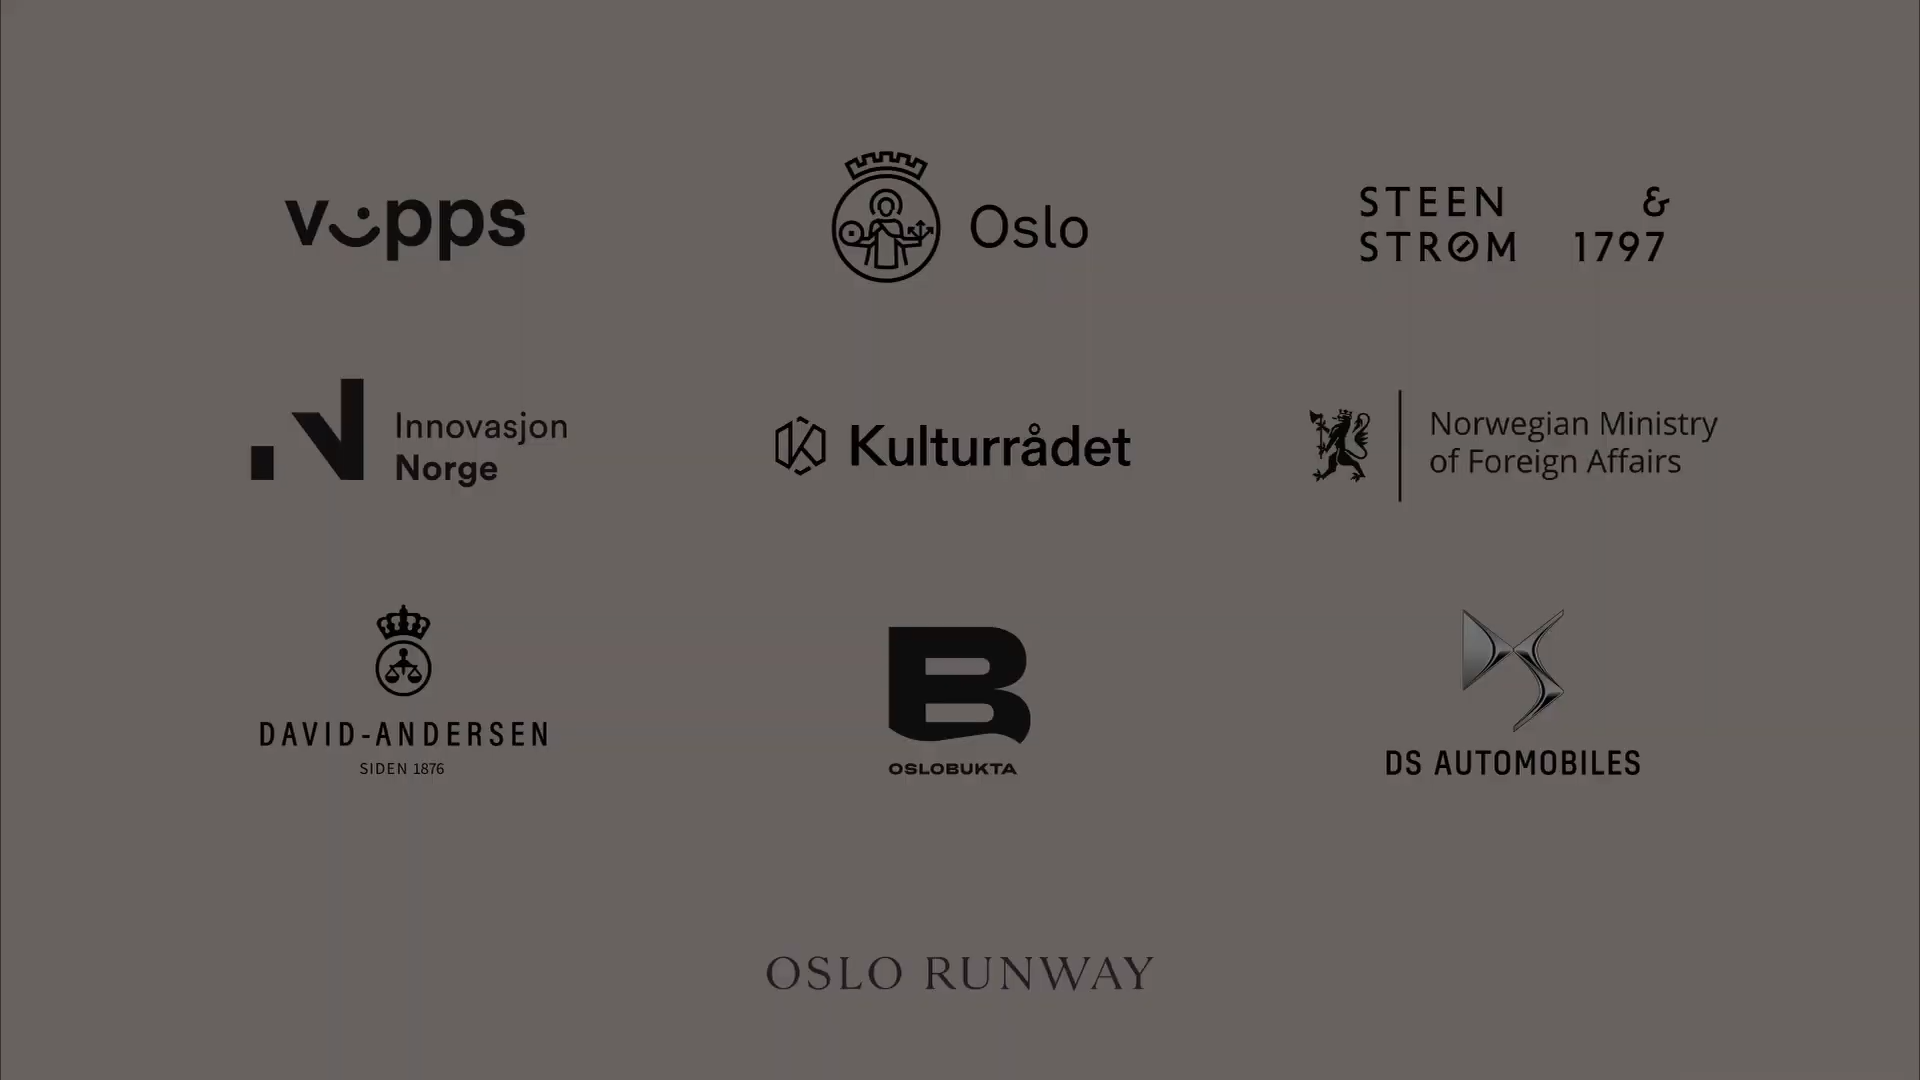 vipps
Oslo
STEEN &
STRØM 1797
Innovasjon
Norge
Kulturrådet
Norwegian Ministry
of Foreign Affairs
DAVID-ANDERSEN
SIDEN 1876
B
OSLOBUKTA
DS AUTOMOBILES
OSLO RUNWAY